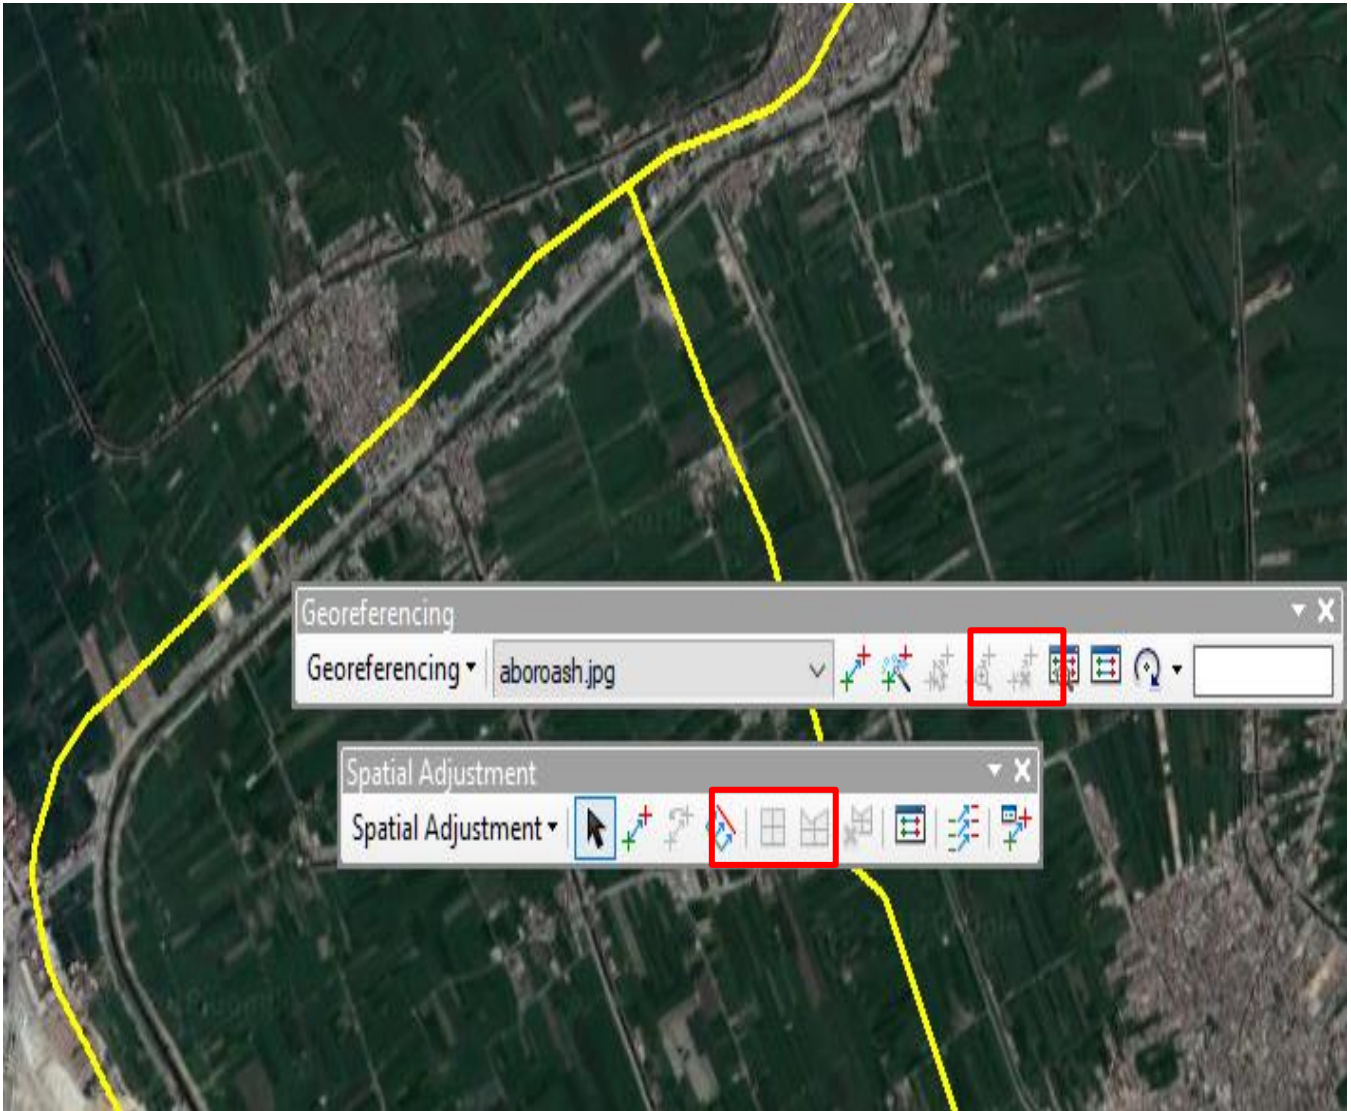 Georeferencing
Georeferencing
aboroash.jpg
Spatial Adjustment
Spatial Adjustment